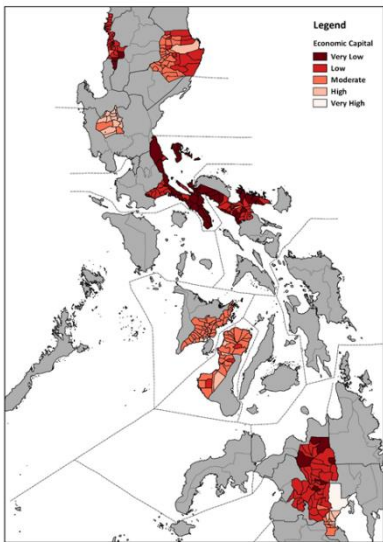 Legend
Economic Capital
Very Low
Low
Moderate
High
Very High